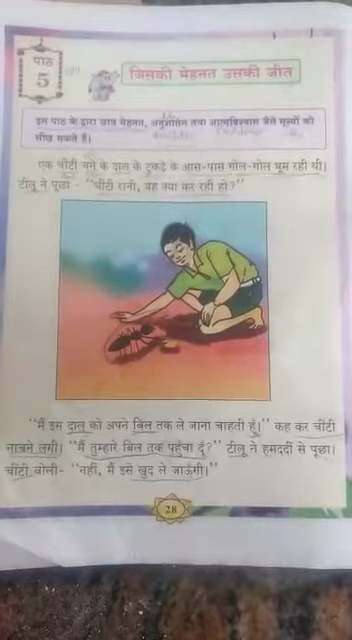 पाठ
5
जिसकी मेहनत उसकी जीत
इस पाठ के द्वारा छात्र मेहनत, अनुशासन तथा आत्मविश्वास जैसे मूल्यों को
सीख सकते हैं।
एक चींटी चने के दाल के टुकड़े के आस-पास गोल-गोल घूम रही थी।
टीलू ने पूछा - “चींटी रानी, यह क्या कर रही हो?”
“मैं इस दाल को अपने बिल तक ले जाना चाहती हूँ।” कह कर चींटी
नाचने लगी। “मैं तुम्हारे बिल तक पहुँचा दूं?” टीलू ने हमदर्दी से पूछा।
चींटी बोली- “नहीं, मैं इसे खुद ले जाऊँगी।”
28